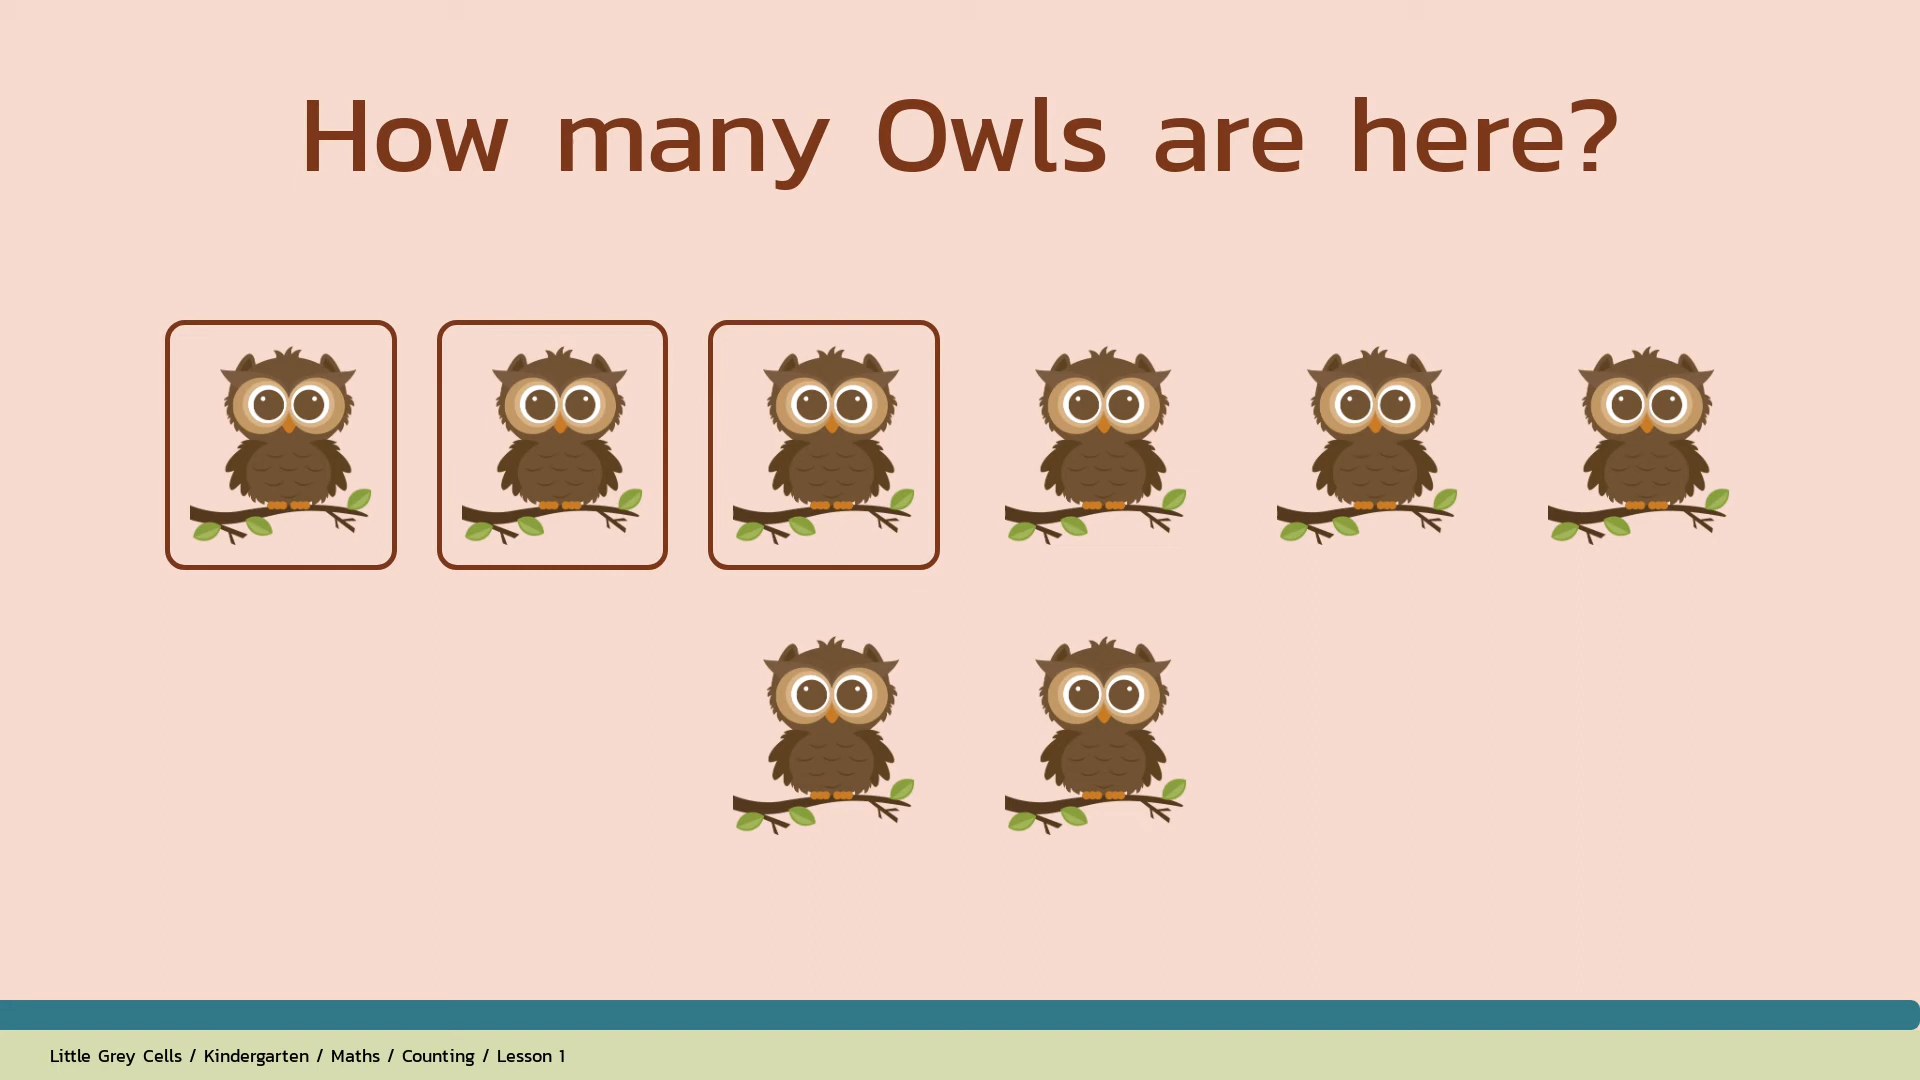 How many Owls are here?
Little Grey Cells / Kindergarten / Maths / Counting / Lesson 1